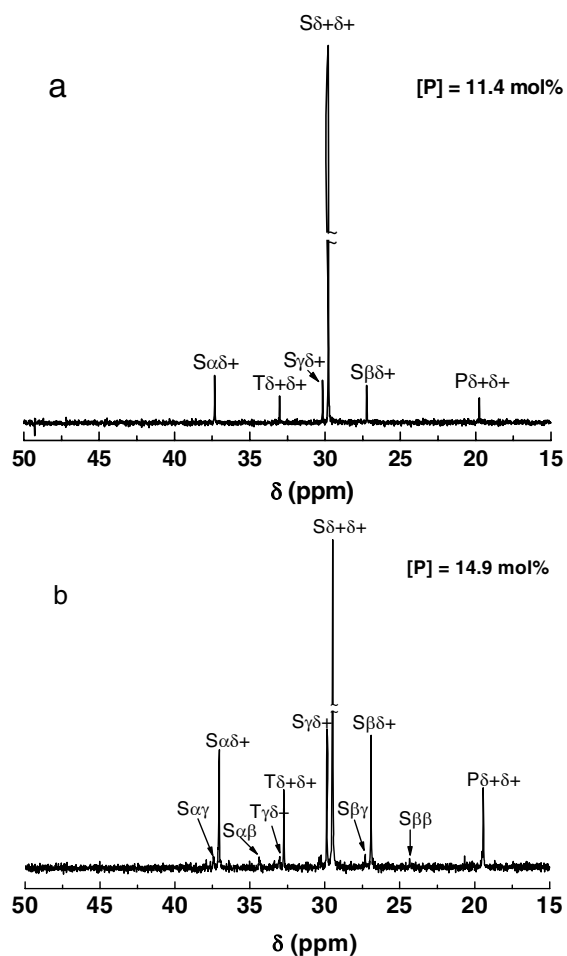 Sδ+δ+
a
[P] = 11.4 mol%
Sαδ+
Tδ+δ+
Sγδ+
Sβδ+
Pδ+δ+
~
~
50 45 40 35 30 25 20 15
δ (ppm)
Sδ+δ+
[P] = 14.9 mol%
b
Sαδ+
Sγδ+
Sβδ+
~
~
Tδ+δ+
Pδ+δ+
Sαγ
Sαβ
Tγδ+
Sβγ
Sββ
50 45 40 35 30 25 20 15
δ (ppm)